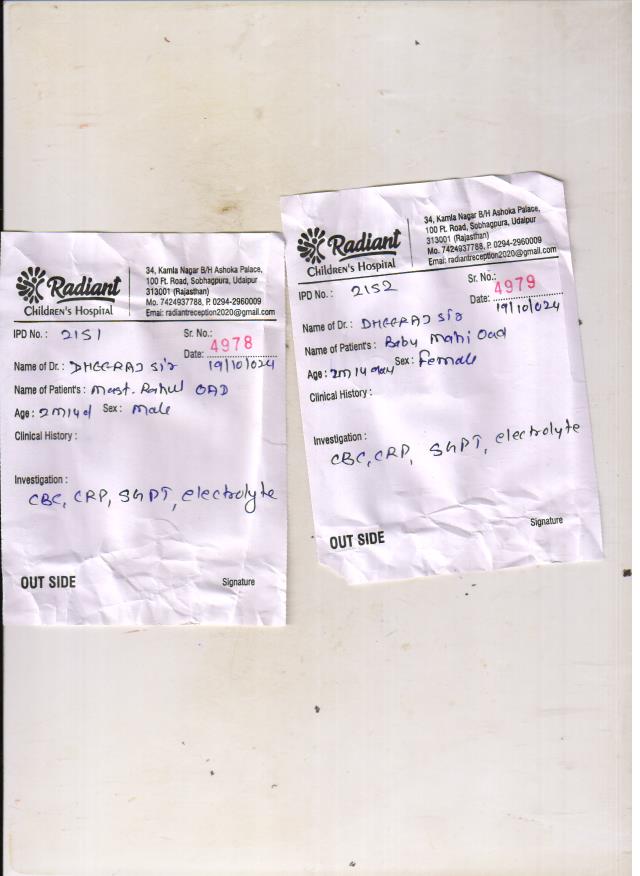 Radiant
Children's Hospital
34, Kamla Nagar B/H Ashoka Palace,
100 Ft. Road, Sobhagpura, Udaipur
313001 (Rajasthan)
Mo. 7424937788, P. 0294-2960009
Emai: radiantreception2020@gmail.com
IPD No. : 2151
Sr. No.: 4978
Date: 19/10/024
Name of Dr. : DHEERAJ sir
Name of Patient's : Mast. Rahul OAD
Age : 2m14d Sex : Male
Clinical History :
Investigation :
CBC, CRP, SGPT, electrolyte
OUT SIDE
Signature
Radiant
Children's Hospital
34, Kamla Nagar B/H Ashoka Palace,
100 Ft. Road, Sobhagpura, Udaipur
313001 (Rajasthan)
Mo. 7424937788, P. 0294-2960009
Emai: radiantreception2020@gmail.com
IPD No. : 2152
Sr. No.: 4979
Date: 19/10/024
Name of Dr. : DHEERAJ sir
Name of Patient's : Baby Mahi Oad
Age : 2m14day Sex : Female
Clinical History :
Investigation :
CBC, CRP, SGPT, electrolyte
OUT SIDE
Signature